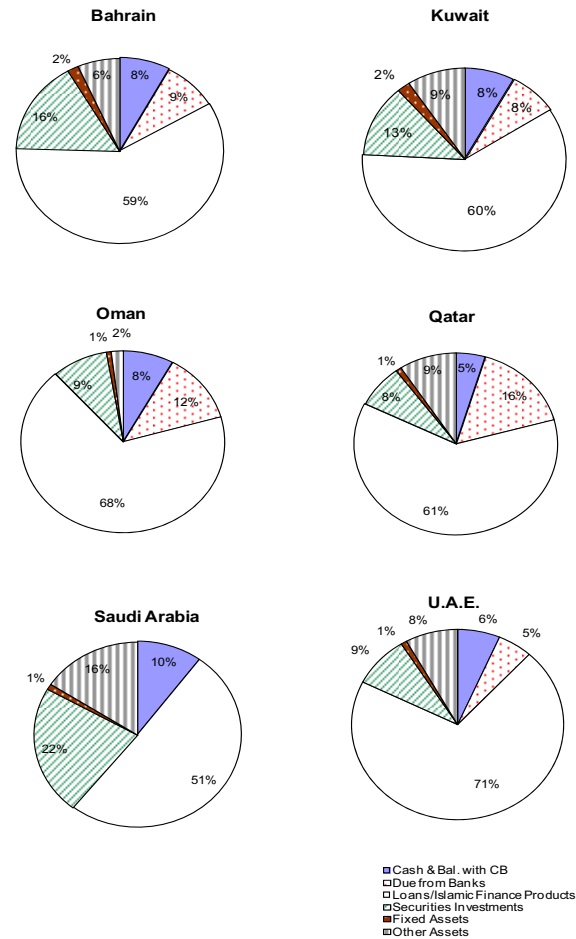 Bahrain
2%
6%
8%
9%
16%
59%
Kuwait
2%
9%
8%
8%
13%
60%
Oman
1%
2%
8%
9%
12%
68%
Qatar
1%
9%
5%
8%
16%
61%
Saudi Arabia
16%
10%
1%
22%
51%
U.A.E.
8%
6%
1%
5%
9%
71%
Cash & Bal. with CB
Due from Banks
Loans/Islamic Finance Products
Securities Investments
Fixed Assets
Other Assets